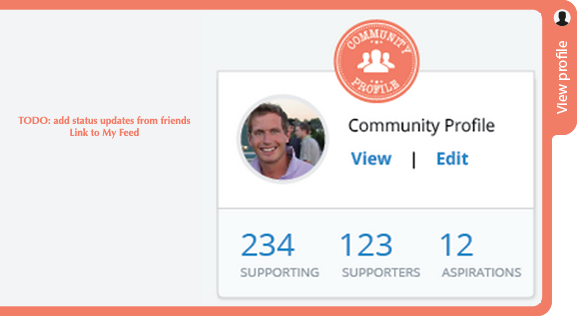 TODO: add status updates from friends
Link to My Feed
COMMUNITY
PROFILE
Community Profile
View | Edit
234 123 12
SUPPORTING SUPPORTERS ASPIRATIONS
View profile